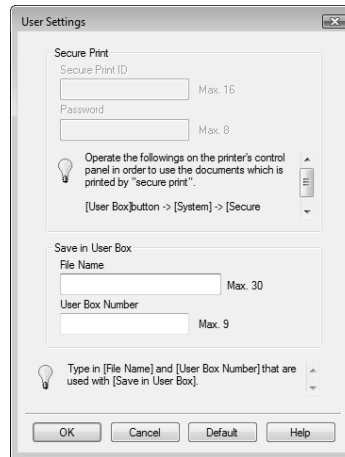 User Settings
Secure Print
Secure Print ID
Max. 16
Password
Max. 8
Operate the followings on the printer's control
panel in order to use the documents which is
printed by "secure print".
[User Box]button -> [System] -> [Secure
Save in User Box
File Name
Max. 30
User Box Number
Max. 9
Type in [File Name] and [User Box Number] that are
used with [Save in User Box].
OK
Cancel
Default
Help